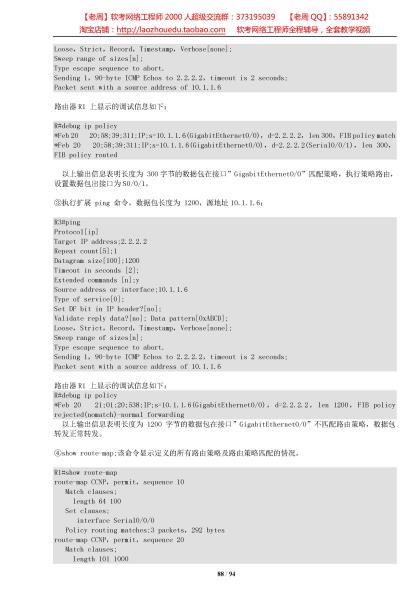 【老周】软考网络工程师 2000 人超级交流群：373195039 【老周 QQ】：55891342
淘宝店铺：http://laozhouedu.taobao.com 软考网络工程师全程辅导，全套教学视频
Loose, Strict, Record, Timestamp, Verbose[none];
Sweep range of sizes[n];
Type escape sequence to abort.
Sending 1, 90-byte ICMP Echos to 2.2.2.2, timeout is 2 seconds;
Packet sent with a source address of 10.1.1.6
路由器R1 上显示的调试信息如下；
R#debug ip policy
*Feb 20 20;58;39;311;IP;s=10.1.1.6(GigabitEthernet0/0), d=2.2.2.2, len 300, FIB policy match
*Feb 20 20;58;39;311;IP;s=10.1.1.6(GigabitEthernet0/0), d=2.2.2.2(Serial0/0/1), len 300,
FIB policy routed
以上输出信息表明长度为 300 字节的数据包在接口"GigabitEthernet0/0"匹配策略，执行策略路由，
设置数据包出接口为S0/0/1。
③执行扩展 ping 命令。数据包长度为 1200，源地址 10.1.1.6；
R3#ping
Protocol[ip]
Target IP address;2.2.2.2
Repeat count[5];1
Datagram size[100];1200
Timeout in seconds [2];
Extended commands [n];y
Source address or interface;10.1.1.6
Type of service[0];
Set DF bit in IP header?[no];
Validate reply data?[no]; Data pattern[0xABCD];
Loose, Strict, Record, Timestamp, Verbose[none];
Sweep range of sizes[n];
Type escape sequence to abort.
Sending 1, 90-byte ICMP Echos to 2.2.2.2, timeout is 2 seconds;
Packet sent with a source address of 10.1.1.6
路由器R1 上显示的调试信息如下；
R#debug ip policy
*Feb 20 21;01;20;538;IP;s=10.1.1.6(GigabitEthernet0/0), d=2.2.2.2, len 1200, FIB policy
rejected(nomatch)-normal forwarding
以上输出信息表明长度为 1200 字节的数据包在接口"GigabitEthernet0/0"不匹配路由策略，数据包
转发正常转发。
④show route-map;该命令显示定义的所有路由策略及路由策略匹配的情况。
R1#show route-map
route-map CCNP, permit, sequence 10
Match clauses;
length 64 100
Set clauses;
interface Serial0/0/0
Policy routing matches;3 packets, 292 bytes
route-map CCNP, permit, sequence 20
Match clauses;
length 101 1000
88 / 94